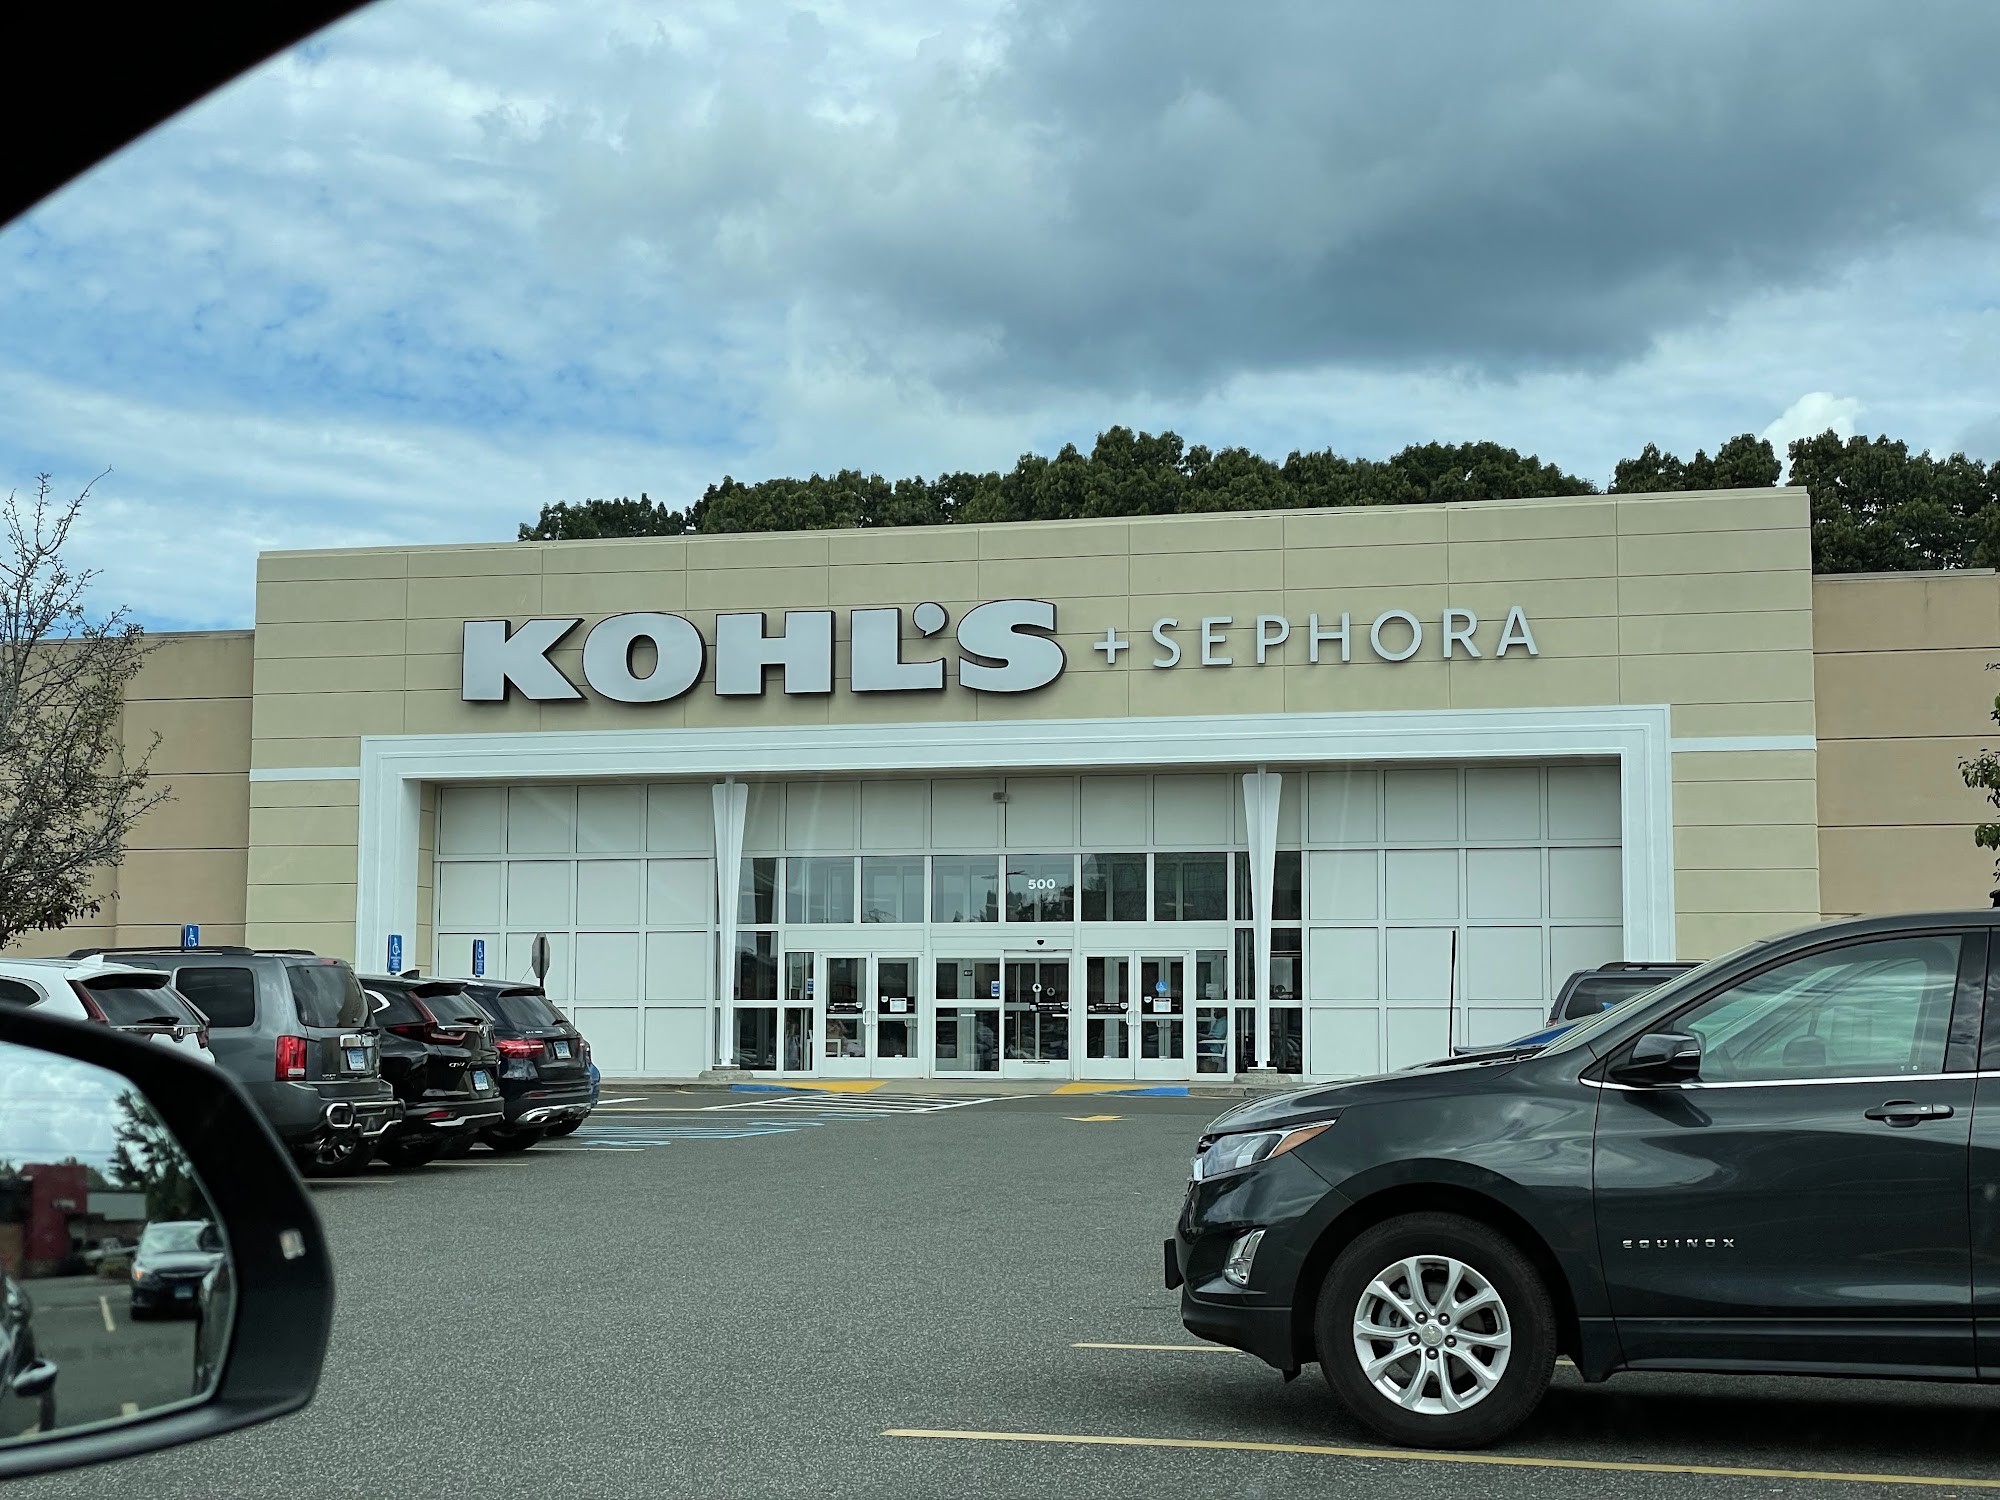 KOHL'S + SEPHORA
500
EQUINOX